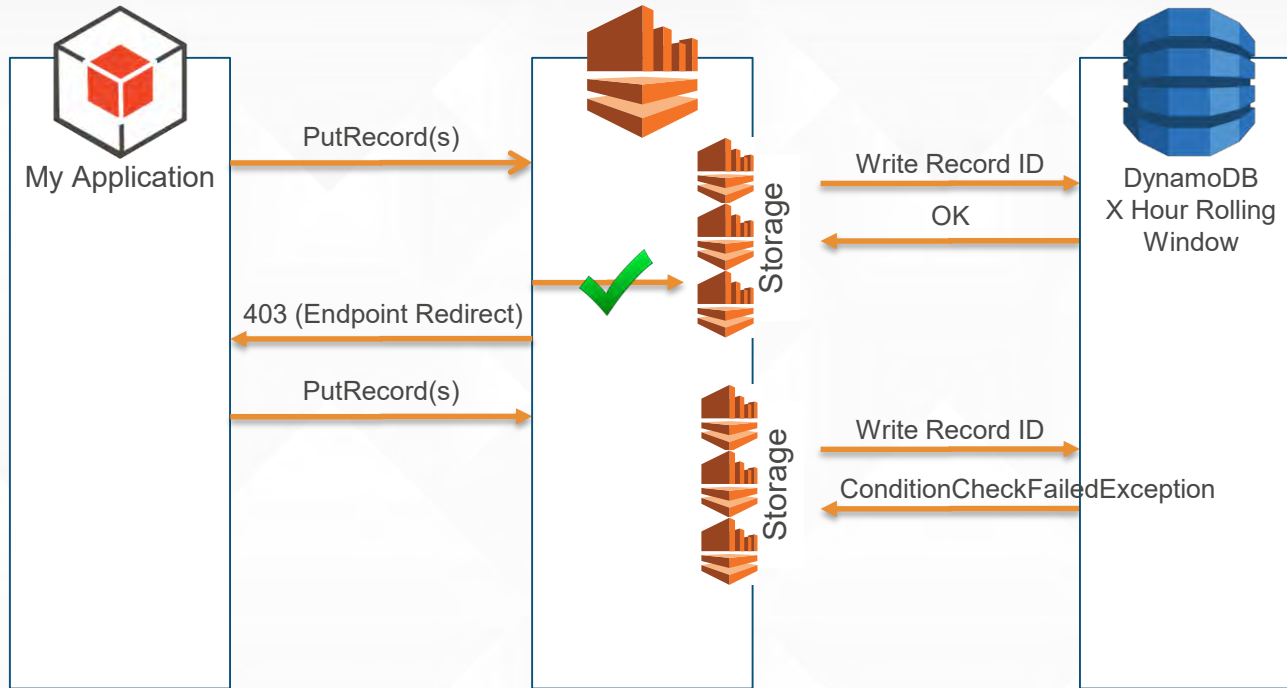 My Application
PutRecord(s)
403 (Endpoint Redirect)
PutRecord(s)
Storage
Storage
Write Record ID
OK
Write Record ID
ConditionCheckFailedException
DynamoDB
X Hour Rolling
Window